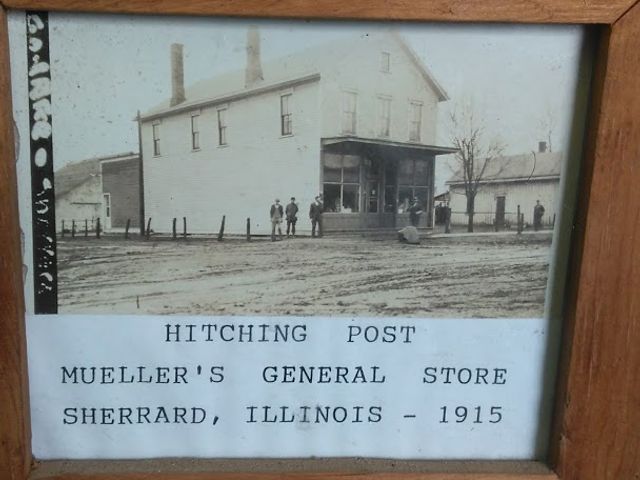 HITCHING POST
MUELLER'S GENERAL STORE
SHERRARD, ILLINOIS - 1915